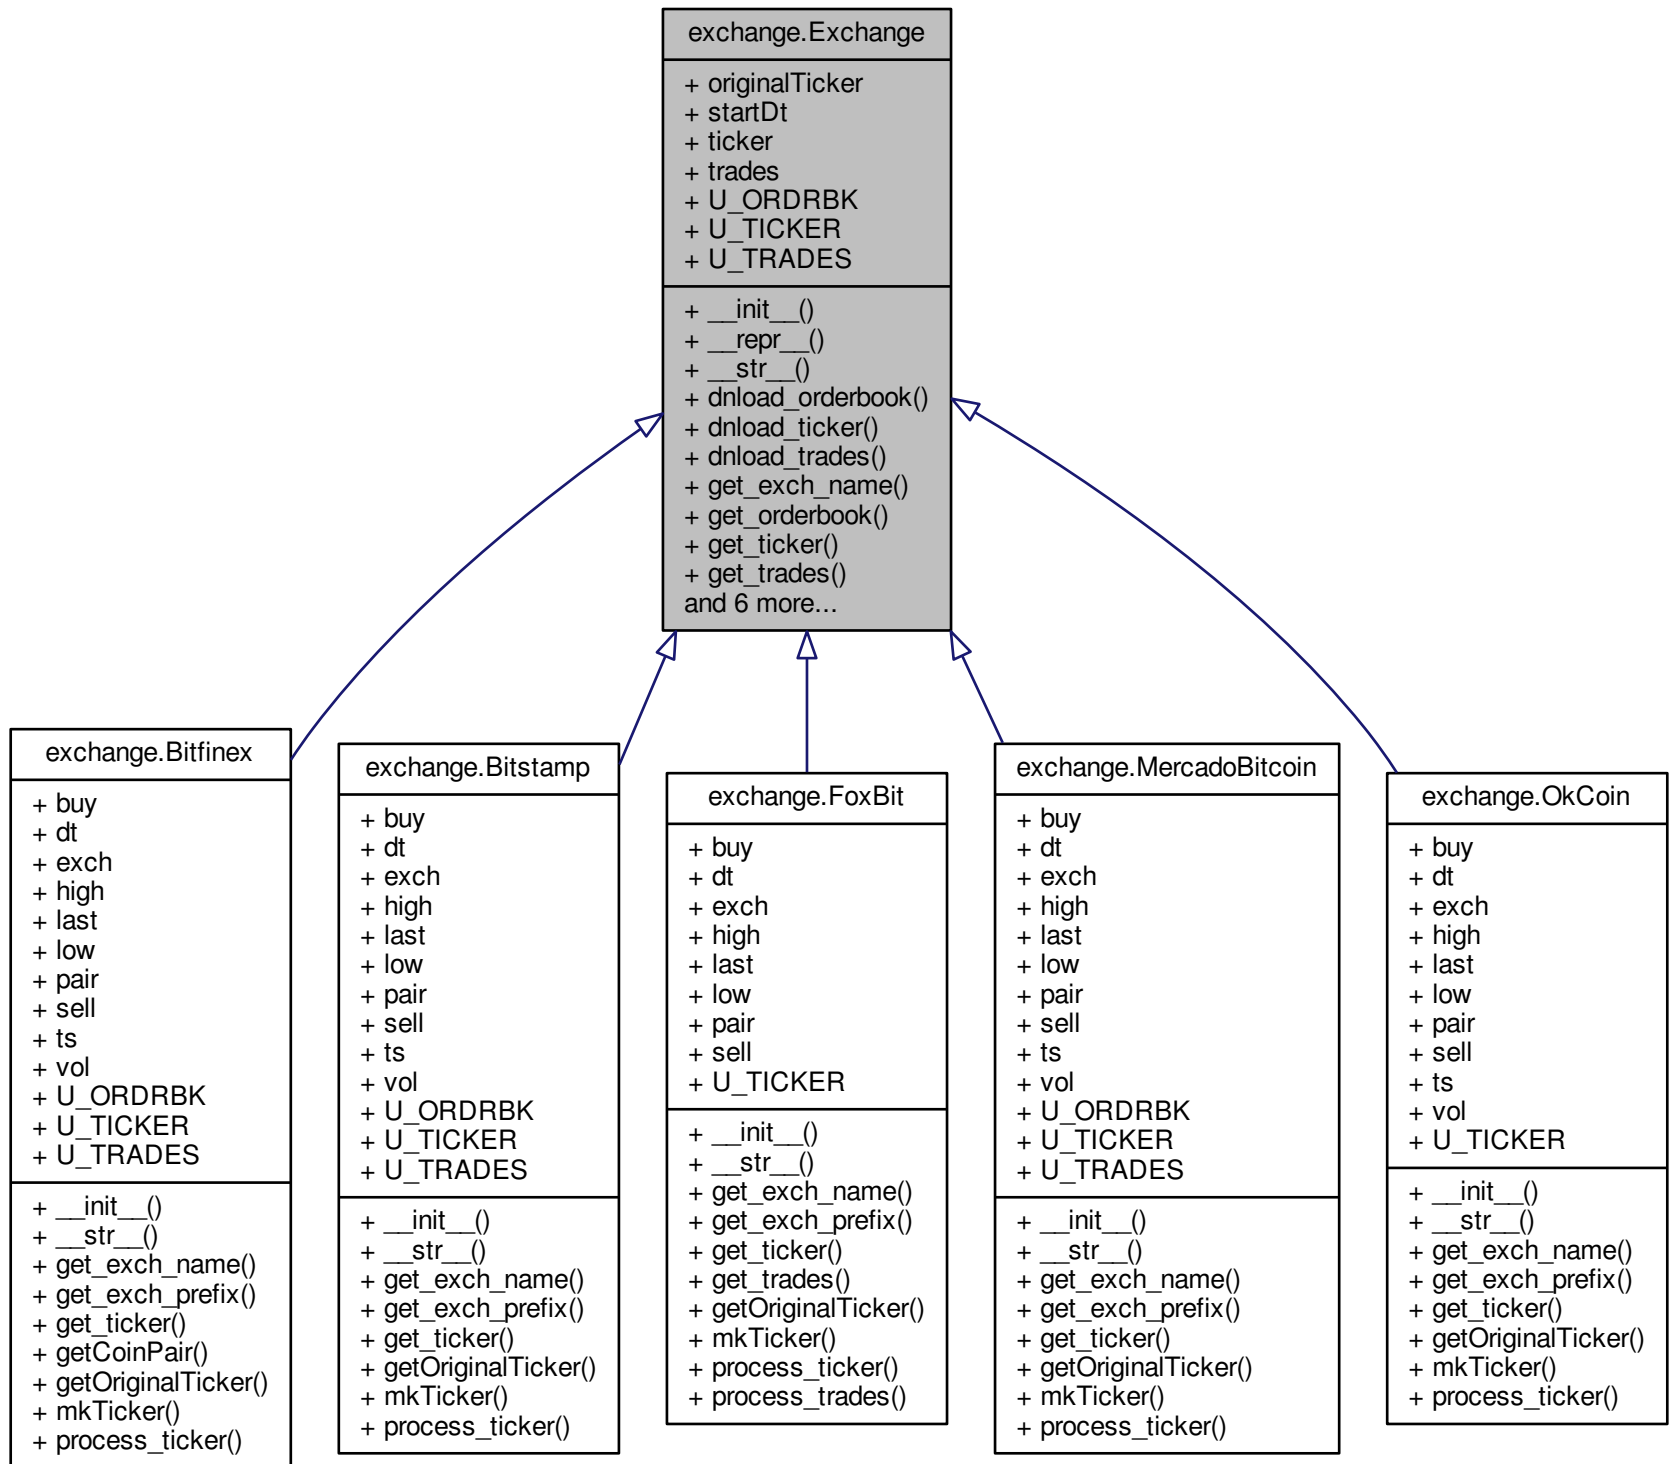 exchange.Exchange
+ originalTicker
+ startDt
+ ticker
+ trades
+ U_ORDRBK
+ U_TICKER
+ U_TRADES
+ __init__()
+ __repr__()
+ __str__()
+ dnload_orderbook()
+ dnload_ticker()
+ dnload_trades()
+ get_exch_name()
+ get_orderbook()
+ get_ticker()
+ get_trades()
and 6 more...
exchange.Bitfinex
+ buy
+ dt
+ exch
+ high
+ last
+ low
+ pair
+ sell
+ ts
+ vol
+ U_ORDRBK
+ U_TICKER
+ U_TRADES
+ __init__()
+ __str__()
+ get_exch_name()
+ get_exch_prefix()
+ get_ticker()
+ getCoinPair()
+ getOriginalTicker()
+ mkTicker()
+ process_ticker()
exchange.Bitstamp
+ buy
+ dt
+ exch
+ high
+ last
+ low
+ pair
+ sell
+ ts
+ vol
+ U_ORDRBK
+ U_TICKER
+ U_TRADES
+ __init__()
+ __str__()
+ get_exch_name()
+ get_exch_prefix()
+ get_ticker()
+ getOriginalTicker()
+ mkTicker()
+ process_ticker()
exchange.FoxBit
+ buy
+ dt
+ exch
+ high
+ last
+ low
+ pair
+ sell
+ U_TICKER
+ __init__()
+ __str__()
+ get_exch_name()
+ get_exch_prefix()
+ get_ticker()
+ get_trades()
+ getOriginalTicker()
+ mkTicker()
+ process_ticker()
+ process_trades()
exchange.MercadoBitcoin
+ buy
+ dt
+ exch
+ high
+ last
+ low
+ pair
+ sell
+ ts
+ vol
+ U_ORDRBK
+ U_TICKER
+ U_TRADES
+ __init__()
+ __str__()
+ get_exch_name()
+ get_exch_prefix()
+ get_ticker()
+ getOriginalTicker()
+ mkTicker()
+ process_ticker()
exchange.OkCoin
+ buy
+ dt
+ exch
+ high
+ last
+ low
+ pair
+ sell
+ ts
+ vol
+ U_TICKER
+ __init__()
+ __str__()
+ get_exch_name()
+ get_exch_prefix()
+ get_ticker()
+ getOriginalTicker()
+ mkTicker()
+ process_ticker()